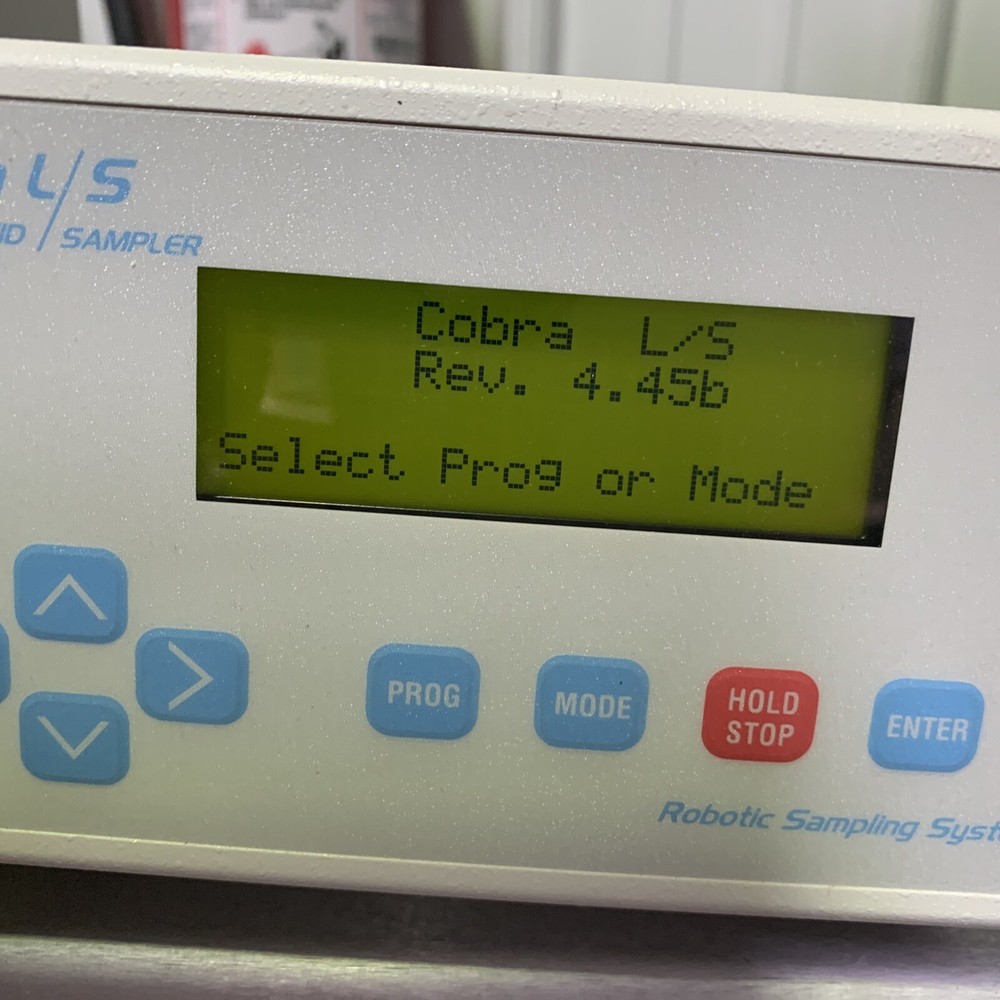 L/S
/ SAMPLER
Cobra L/S
Rev. 4.45b
Select Prog or Mode
PROG
MODE
HOLD
STOP
ENTER
Robotic Sampling Syst